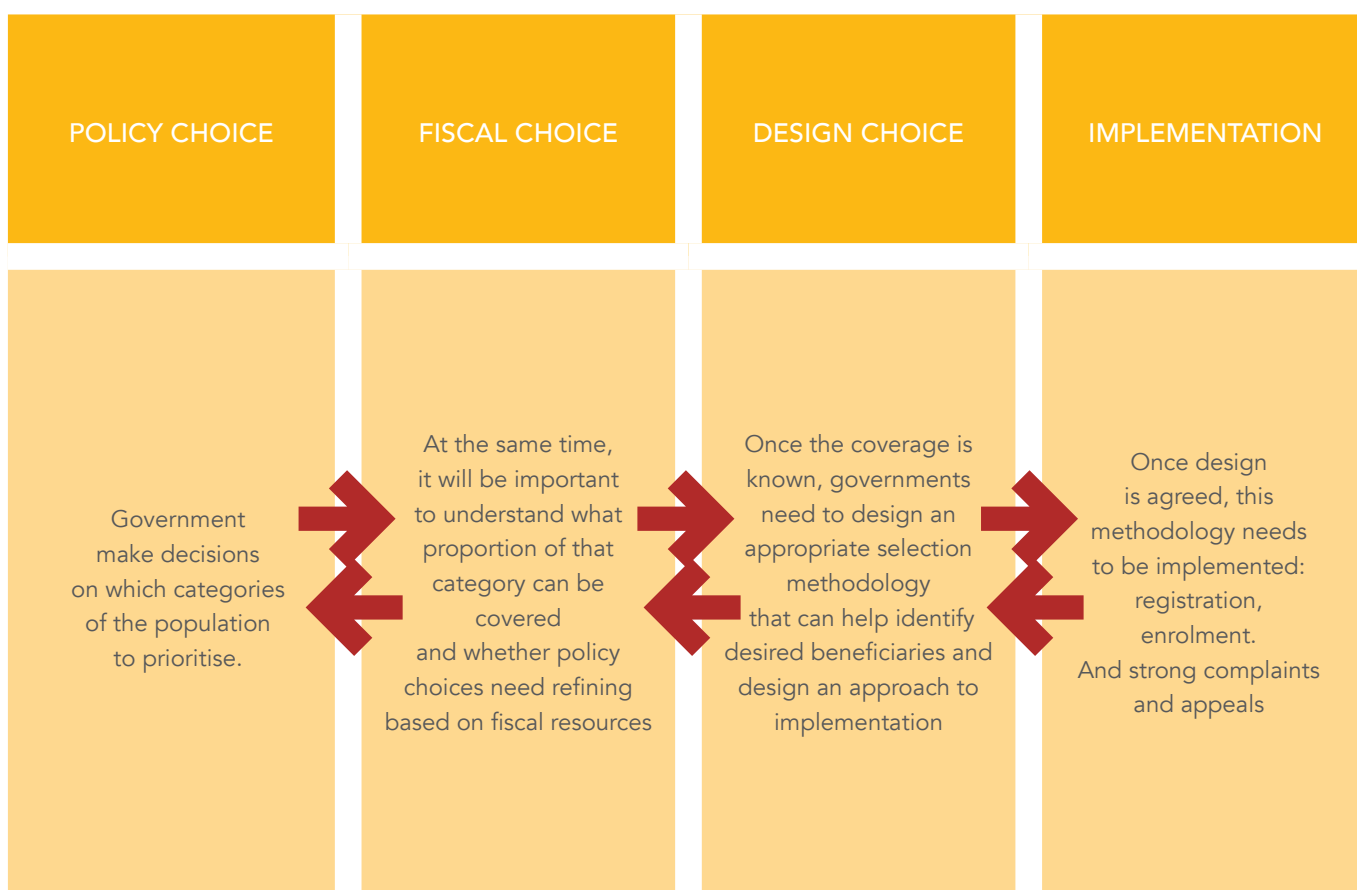 POLICY CHOICE
FISCAL CHOICE
DESIGN CHOICE
IMPLEMENTATION
Government
make decisions
on which categories
of the population
to prioritise.
At the same time,
it will be important
to understand what
proportion of that
category can be
covered
and whether policy
choices need refining
based on fiscal resources
Once the coverage is
known, governments
need to design an
appropriate selection
methodology
that can help identify
desired beneficiaries and
design an approach to
implementation
Once design
is agreed, this
methodology needs
to be implemented:
registration,
enrolment.
And strong complaints
and appeals